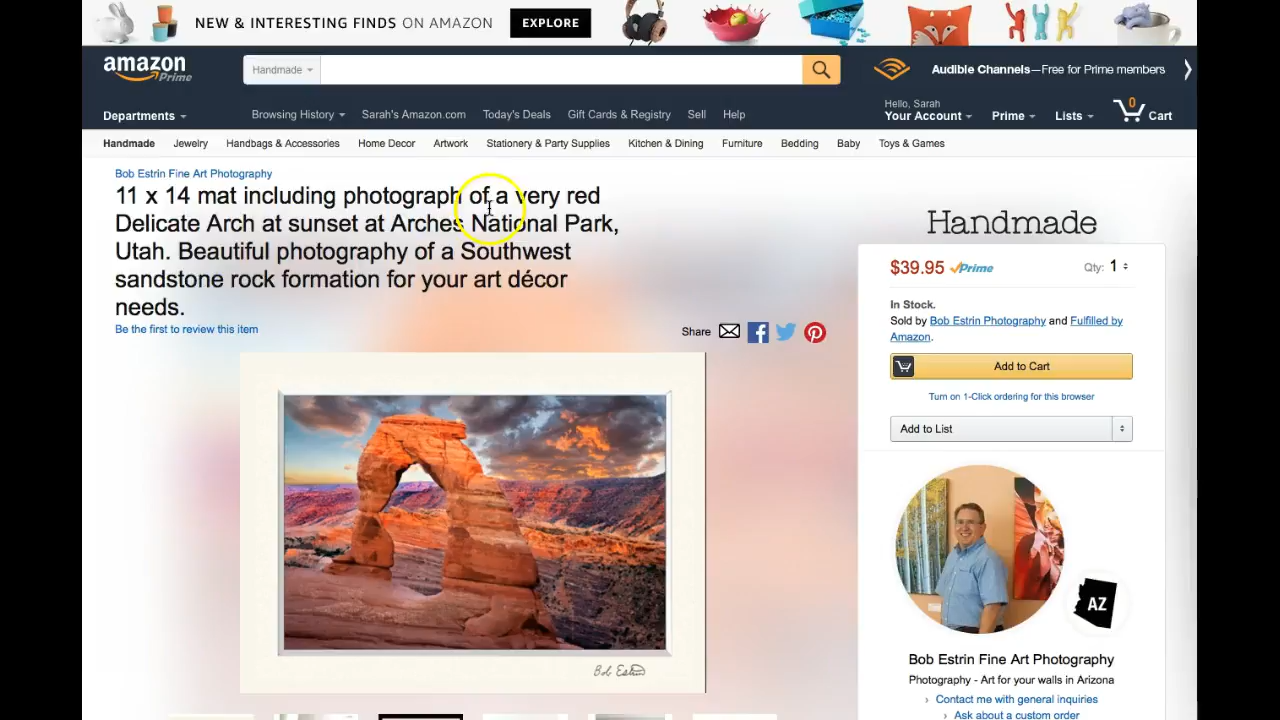 NEW & INTERESTING FINDS ON AMAZON EXPLORE
amazon Prime
Handmade
Audible Channels—Free for Prime members
Departments
Browsing History
Sarah's Amazon.com
Today's Deals
Gift Cards & Registry
Sell
Help
Hello, Sarah
Your Account
Prime
Lists
0
Cart
Handmade
Jewelry
Handbags & Accessories
Home Decor
Artwork
Stationery & Party Supplies
Kitchen & Dining
Furniture
Bedding
Baby
Toys & Games
Bob Estrin Fine Art Photography
11 x 14 mat including photograph of a very red
Delicate Arch at sunset at Arches National Park,
Utah. Beautiful photography of a Southwest
sandstone rock formation for your art décor
needs.
Be the first to review this item
Share
Bob Estrin
Handmade
$39.95 Prime
Qty: 1
In Stock.
Sold by Bob Estrin Photography and Fulfilled by
Amazon.
Add to Cart
Turn on 1-Click ordering for this browser
Add to List
AZ
Bob Estrin Fine Art Photography
Photography - Art for your walls in Arizona
› Contact me with general inquiries
› Ask about a custom order